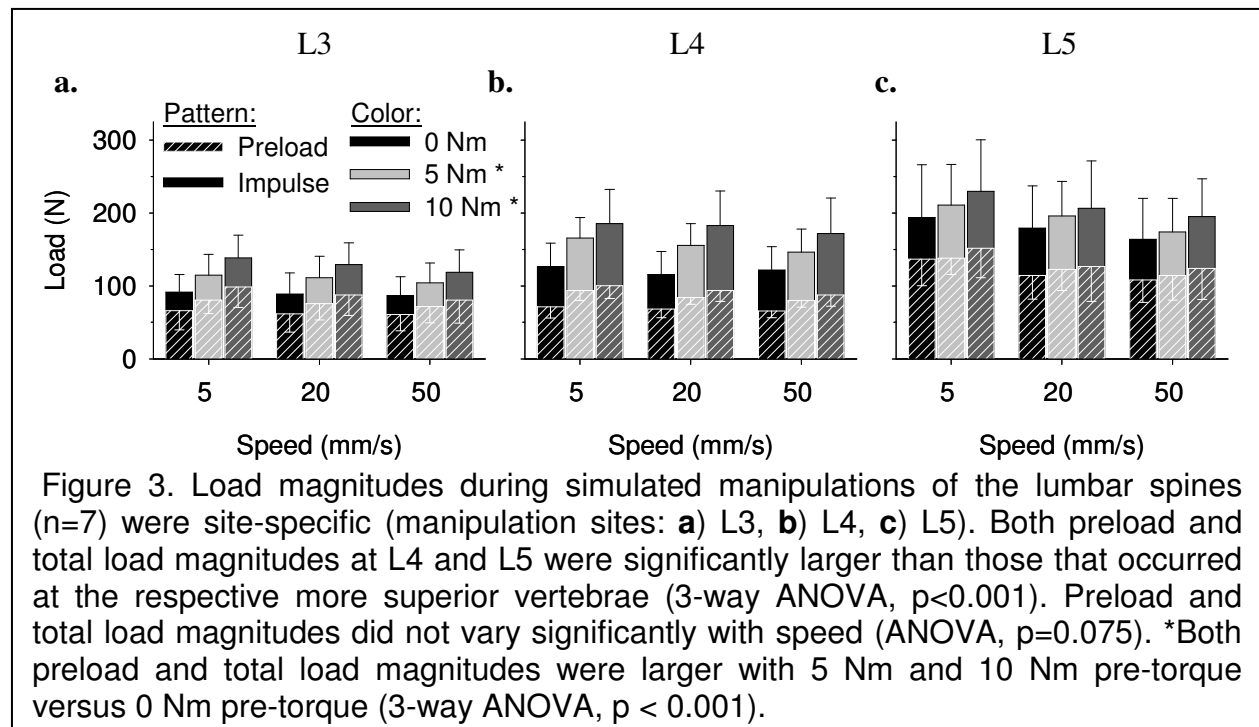 L3 L4 L5
a. b. c.
Pattern: Color:
Preload 0 Nm
Impulse 5 Nm *
10 Nm *
Load (N)
300
200
100
0
5 20 50 5 20 50 5 20 50
Speed (mm/s) Speed (mm/s) Speed (mm/s)
Figure 3. Load magnitudes during simulated manipulations of the lumbar spines
(n=7) were site-specific (manipulation sites: a) L3, b) L4, c) L5). Both preload and
total load magnitudes at L4 and L5 were significantly larger than those that occurred
at the respective more superior vertebrae (3-way ANOVA, p<0.001). Preload and
total load magnitudes did not vary significantly with speed (ANOVA, p=0.075). *Both
preload and total load magnitudes were larger with 5 Nm and 10 Nm pre-torque
versus 0 Nm pre-torque (3-way ANOVA, p < 0.001).